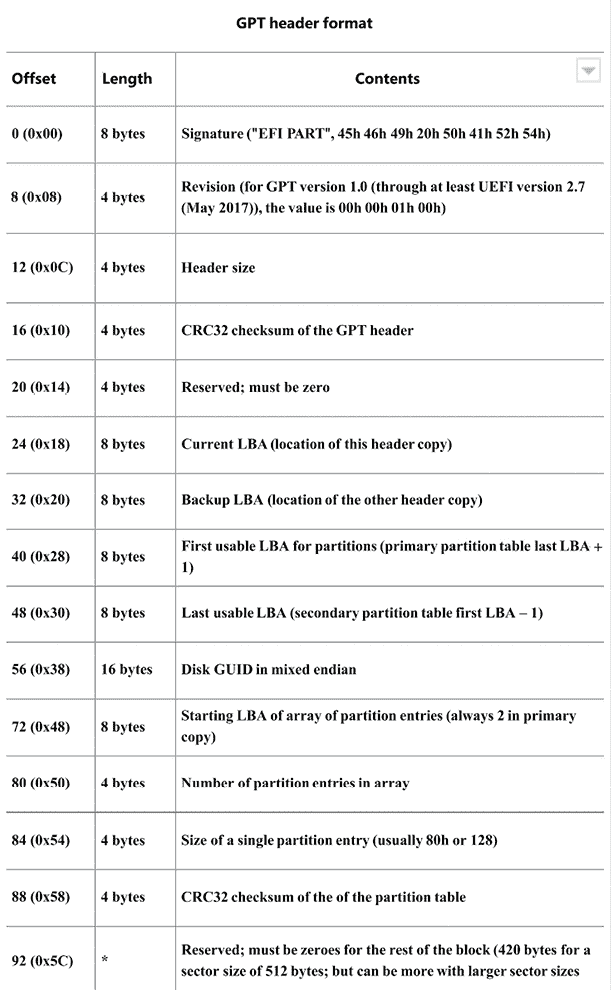 GPT header format
Offset Length Contents
0 (0x00) 8 bytes Signature ("EFI PART", 45h 46h 49h 20h 50h 41h 52h 54h)
Revision (for GPT version 1.0 (through at least UEFI version 2.7
8 (0x08) 4 bytes
(May 2017)), the value is 00h 00h 01h 00h)
12 (0x0C) 4 bytes Header size
16 (0x10) 4 bytes CRC32 checksum of the GPT header
20 (0x14) 4 bytes Reserved; must be zero
24 (0x18) 8 bytes Current LBA (location of this header copy)
32 (0x20) 8 bytes Backup LBA (location of the other header copy)
40 (0x28) 8 bytes First usable LBA for partitions (primary partition table last LBA +
1)
48 (0x30) 8 bytes Last usable LBA (secondary partition table first LBA − 1)
56 (0x38) 16 bytes Disk GUID in mixed endian
72 (0x48) 8 bytes Starting LBA of array of partition entries (always 2 in primary
copy)
80 (0x50) 4 bytes Number of partition entries in array
84 (0x54) 4 bytes Size of a single partition entry (usually 80h or 128)
88 (0x58) 4 bytes CRC32 checksum of the of the partition table
92 (0x5C) * Reserved; must be zeroes for the rest of the block (420 bytes for a
sector size of 512 bytes; but can be more with larger sector sizes